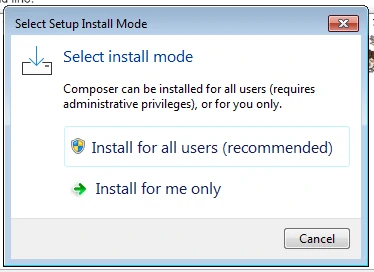 Select Setup Install Mode
Select install mode
Composer can be installed for all users (requires
administrative privileges), or for you only.
Install for all users (recommended)
Install for me only
Cancel